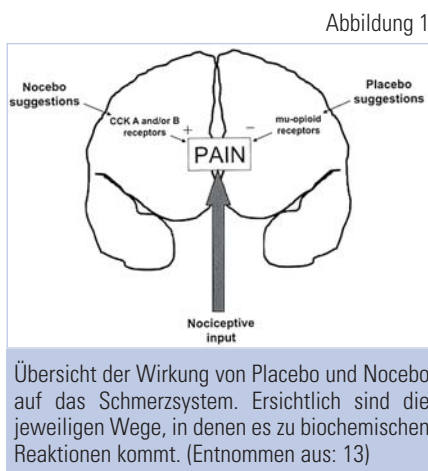 Abbildung 1
Nocebo
suggestions
Placebo
suggestions
CCK A and/or B
receptors
+
−
mu-opioid
receptors
PAIN
Nociceptive
input
Übersicht der Wirkung von Placebo und Nocebo
auf das Schmerzsystem. Ersichtlich sind die
jeweiligen Wege, in denen es zu biochemischen
Reaktionen kommt. (Entnommen aus: 13)